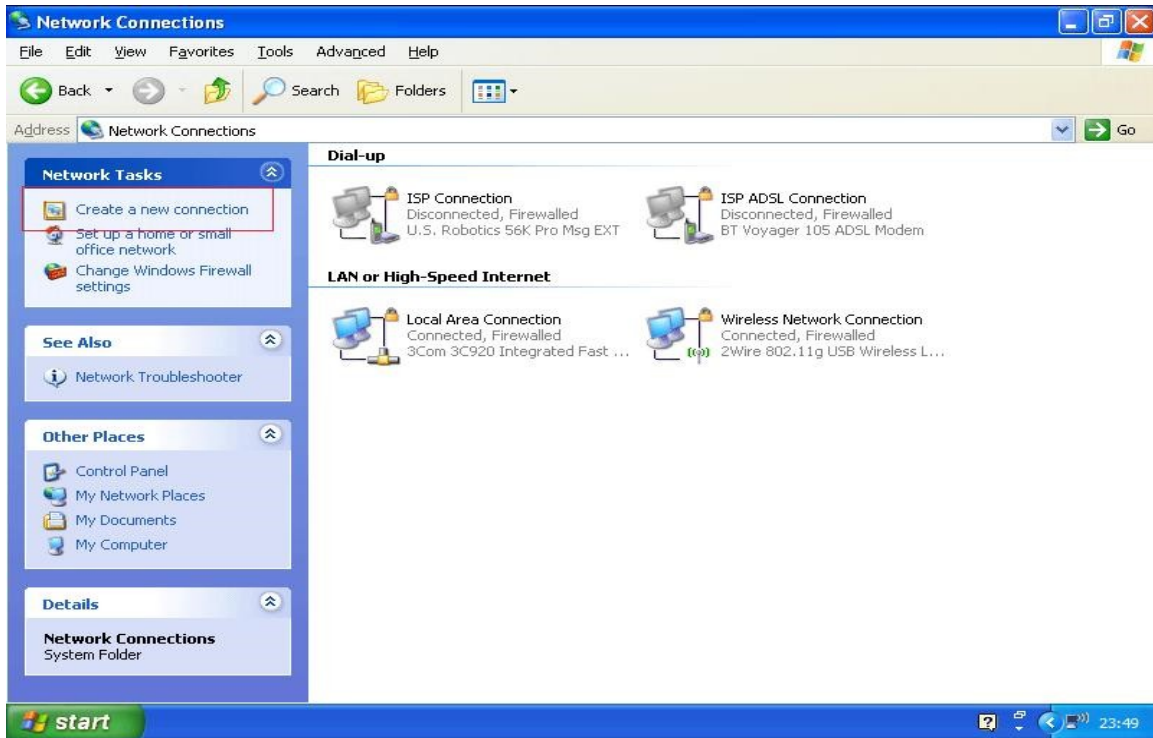 Network Connections
File Edit View Favorites Tools Advanced Help
Back Search Folders
Address Network Connections Go
Network Tasks
Create a new connection
Set up a home or small
office network
Change Windows Firewall
settings
See Also
Network Troubleshooter
Other Places
Control Panel
My Network Places
My Documents
My Computer
Details
Network Connections
System Folder
Dial-up
ISP Connection
Disconnected, Firewalled
U.S. Robotics 56K Pro Msg EXT
ISP ADSL Connection
Disconnected, Firewalled
BT Voyager 105 ADSL Modem
LAN or High-Speed Internet
Local Area Connection
Connected, Firewalled
3Com 3C920 Integrated Fast ...
Wireless Network Connection
Connected, Firewalled
2Wire 802.11g USB Wireless L...
start 23:49